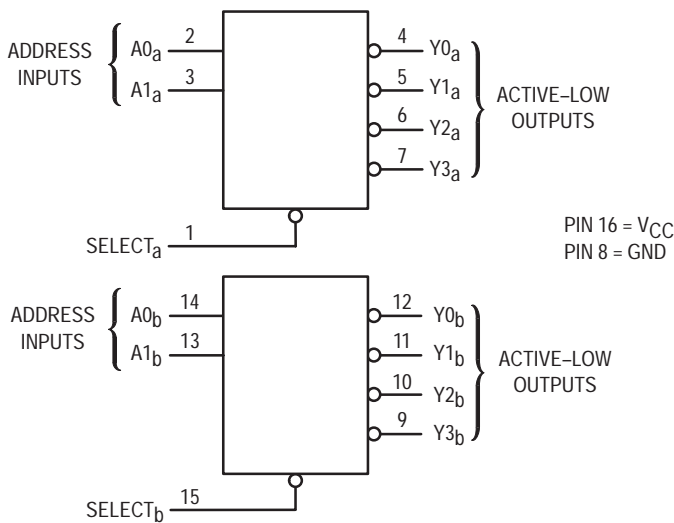 ADDRESS
INPUTS
A0a 2
A1a 3
4 Y0a
5 Y1a
6 Y2a
7 Y3a
ACTIVE–LOW
OUTPUTS
SELECTa 1
PIN 16 = VCC
PIN 8 = GND
ADDRESS
INPUTS
A0b 14
A1b 13
12 Y0b
11 Y1b
10 Y2b
9 Y3b
ACTIVE–LOW
OUTPUTS
SELECTb 15